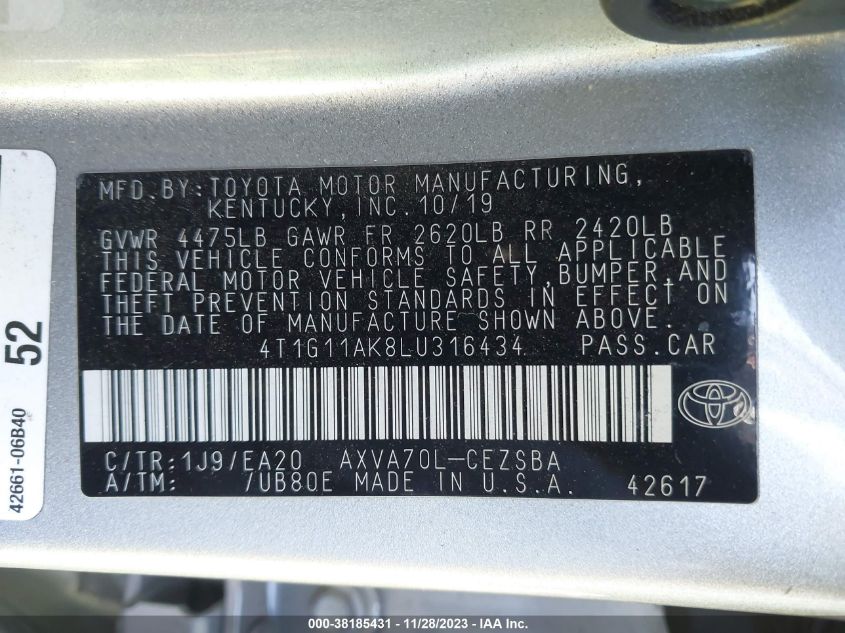 MFD.BY:TOYOTA MOTOR MANUFACTURING,
KENTUCKY,INC.10/19
GVWR 4475LB GAWR FR 2620LB RR 2420LB
THIS VEHICLE CONFORMS TO ALL APPLICABLE
FEDERAL MOTOR VEHICLE SAFETY,BUMPER,AND
THEFT PREVENTION STANDARDS IN EFFECT ON
THE DATE OF MANUFACTURE SHOWN ABOVE.
4T1G11AK8LU316434 PASS.CAR
C/TR:1J9/EA20 AXVA70L-CEZSBA
A/TM: /UB80E MADE IN U.S.A. 42617
52
42661-06B40
000-38185431 - 11/28/2023 - IAA Inc.